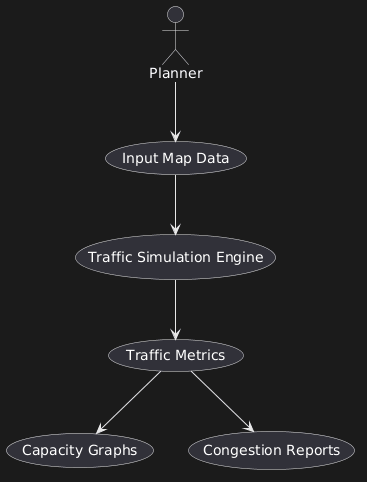 Planner
Input Map Data
Traffic Simulation Engine
Traffic Metrics
Capacity Graphs
Congestion Reports